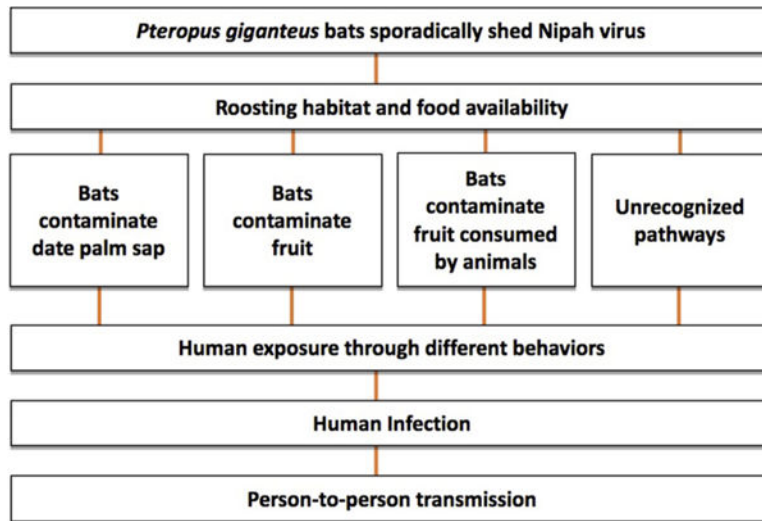 Pteropus giganteus bats sporadically shed Nipah virus
Roosting habitat and food availability
Bats
contaminate
date palm sap
Bats
contaminate
fruit
Bats
contaminate
fruit consumed
by animals
Unrecognized
pathways
Human exposure through different behaviors
Human Infection
Person-to-person transmission